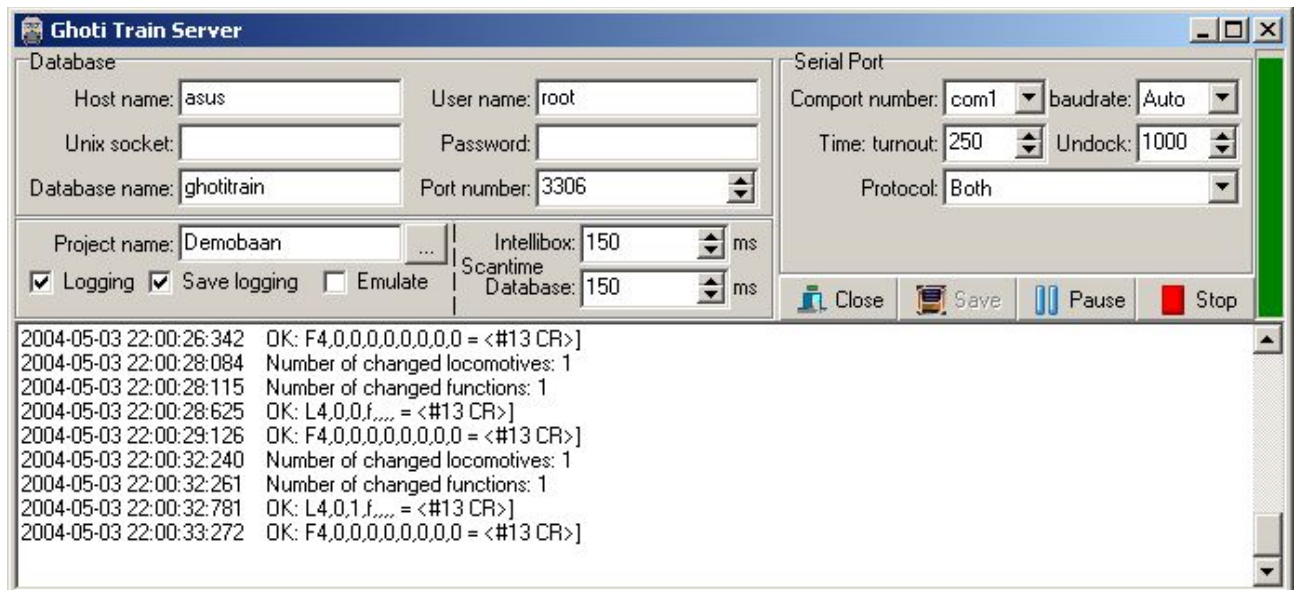 Ghoti Train Server
Database
Host name: asus User name: root
Unix socket: Password:
Database name: ghotitrain Port number: 3306
Serial Port
Comport number: com1 baudrate: Auto
Time: turnout: 250 Undock: 1000
Protocol: Both
Project name: Demobaan ... Intellibox: 150 ms
Logging Save logging Emulate Scantime
Database: 150 ms
Close Save Pause Stop
2004-05-03 22:00:26:342 OK: F4,0,0,0,0,0,0,0,0,0 = <#13 CR>]
2004-05-03 22:00:28:084 Number of changed locomotives: 1
2004-05-03 22:00:28:115 Number of changed functions: 1
2004-05-03 22:00:28:625 OK: L4,0,0,f,,,, = <#13 CR>]
2004-05-03 22:00:29:126 OK: F4,0,0,0,0,0,0,0,0,0 = <#13 CR>]
2004-05-03 22:00:32:240 Number of changed locomotives: 1
2004-05-03 22:00:32:261 Number of changed functions: 1
2004-05-03 22:00:32:781 OK: L4,0,1,f,,,, = <#13 CR>]
2004-05-03 22:00:33:272 OK: F4,0,0,0,0,0,0,0,0,0 = <#13 CR>]